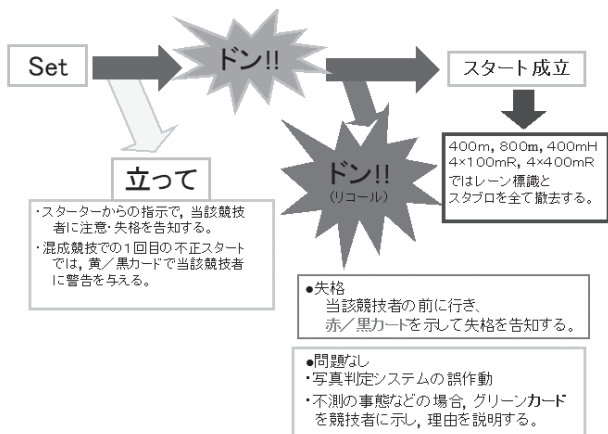 Set
ドン!!
スタート成立
400m, 800m, 400mH
4×100mR, 4×400mR
ではレーン標識と
スタブロを全て撤去する。
立って
・スターターからの指示で, 当該競技
者に注意・失格を告知する。
・混成競技での1回目の不正スタート
では, 黄/黒カードで当該競技者
に警告を与える。
ドン!!
(リコール)
●失格
当該競技者の前に行き、
赤/黒カードを示して失格を告知する。
●問題なし
・写真判定システムの誤作動
・不測の事態などの場合, グリーンカード
を競技者に示し, 理由を説明する。